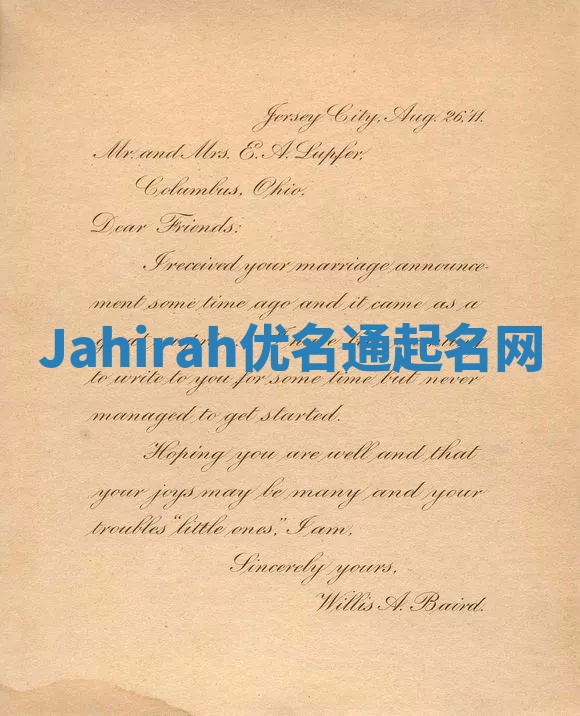 Jersey City, Aug. 26,'11.
Mr. and Mrs. E. A. Lupfer,
Columbus, Ohio.
Dear Friends:
I received your marriage announce-
ment some time ago and it came as a
Jahirah优名通起名网
to write to you for some time but never
managed to get started.
Hoping you are well and that
your joys may be many and your
troubles "little ones," I am,
Sincerely yours,
Willis A. Baird.